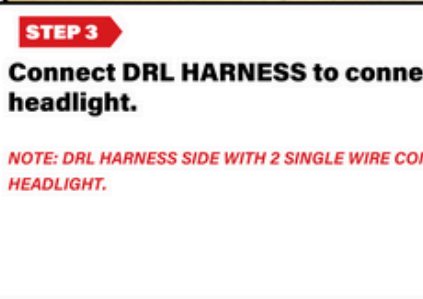 STEP 3
Connect DRL HARNESS to
headlight.
NOTE: DRL HARNESS SIDE WITH 2 SINGLE WIRE
HEADLIGHT.